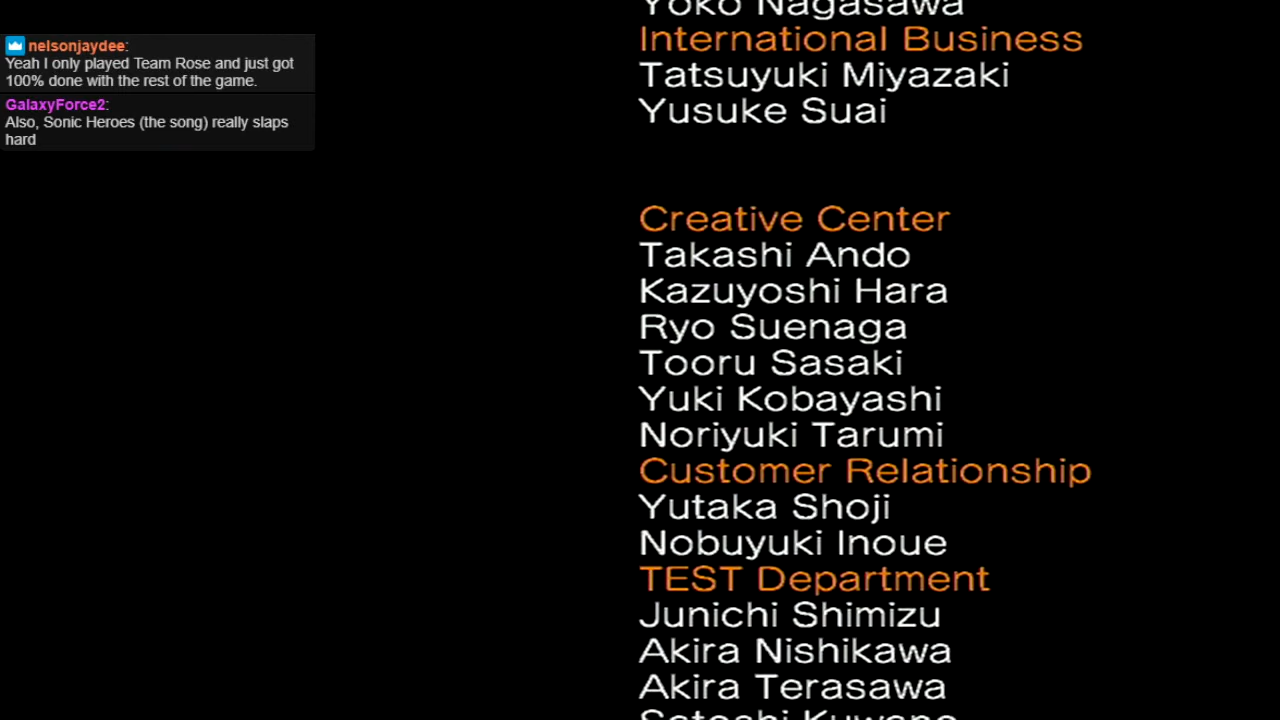 nelsonjaydee:
Yeah I only played Team Rose and just got
100% done with the rest of the game.
GalaxyForce2:
Also, Sonic Heroes (the song) really slaps
hard
Yoko Nagasawa
International Business
Tatsuyuki Miyazaki
Yusuke Suai
Creative Center
Takashi Ando
Kazuyoshi Hara
Ryo Suenaga
Tooru Sasaki
Yuki Kobayashi
Noriyuki Tarumi
Customer Relationship
Yutaka Shoji
Nobuyuki Inoue
TEST Department
Junichi Shimizu
Akira Nishikawa
Akira Terasawa
Satoshi